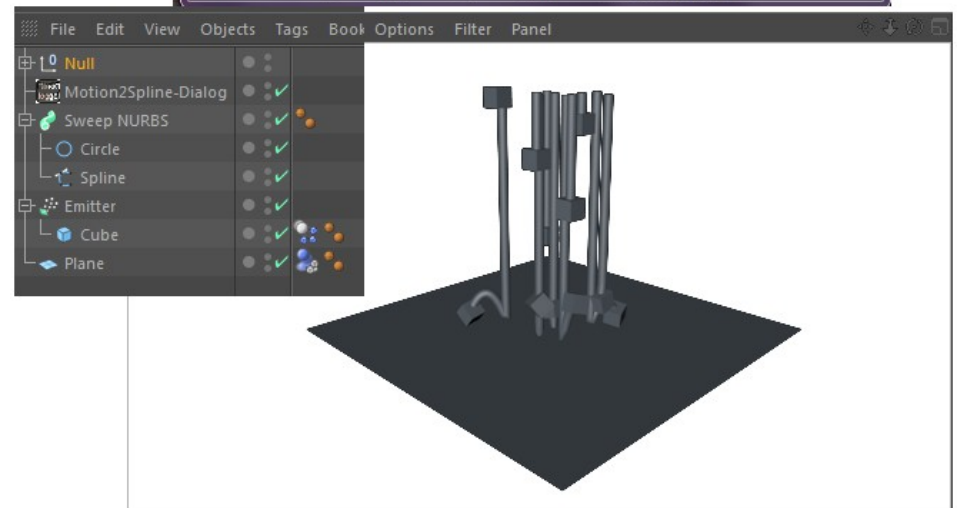 File Edit View Objects Tags Book Options Filter Panel
Null
Motion2Spline-Dialog
Sweep NURBS
Circle
Spline
Emitter
Cube
Plane